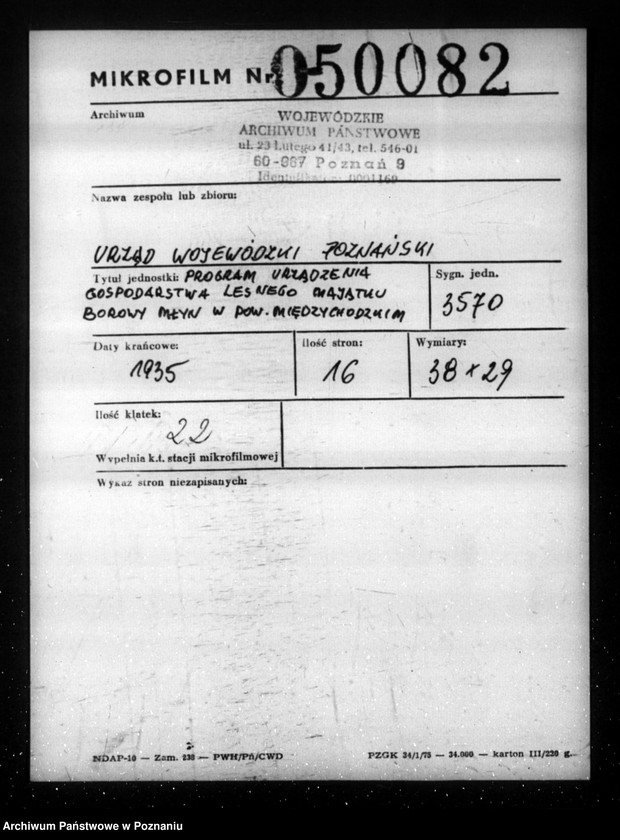 MIKROFILM Nr 050082
Archiwum
WOJEWÓDZKIE
ARCHIWUM PAŃSTWOWE
ul. 23 Lutego 41/43, tel. 546-01
60-967 Poznań 9
0001160
Nazwa zespołu lub zbioru:
URZĄD WOJEWÓDZKI POZNAŃSKI
Tytuł jednostki: PROGRAM URZĄDZENIA
GOSPODARSTWA LESNEGO MAJĄTKU
BOROWY MŁYN W POW. MIĘDZYCHODZKIM
Sygn. jedn.
3570
Daty krańcowe:
1935
ilość stron:
16
Wymiary:
38 x 29
Ilość klatek:
22
Wypełnia k.t. stacji mikrofilmowej
Wykaz stron niezapisanych:
2
NDAP-10 — Zam. 238 — PWH/Pń/CWD
PZGK 34/1/75 — 34.000 — karton III/220 g.
Archiwum Państwowe w Poznaniu